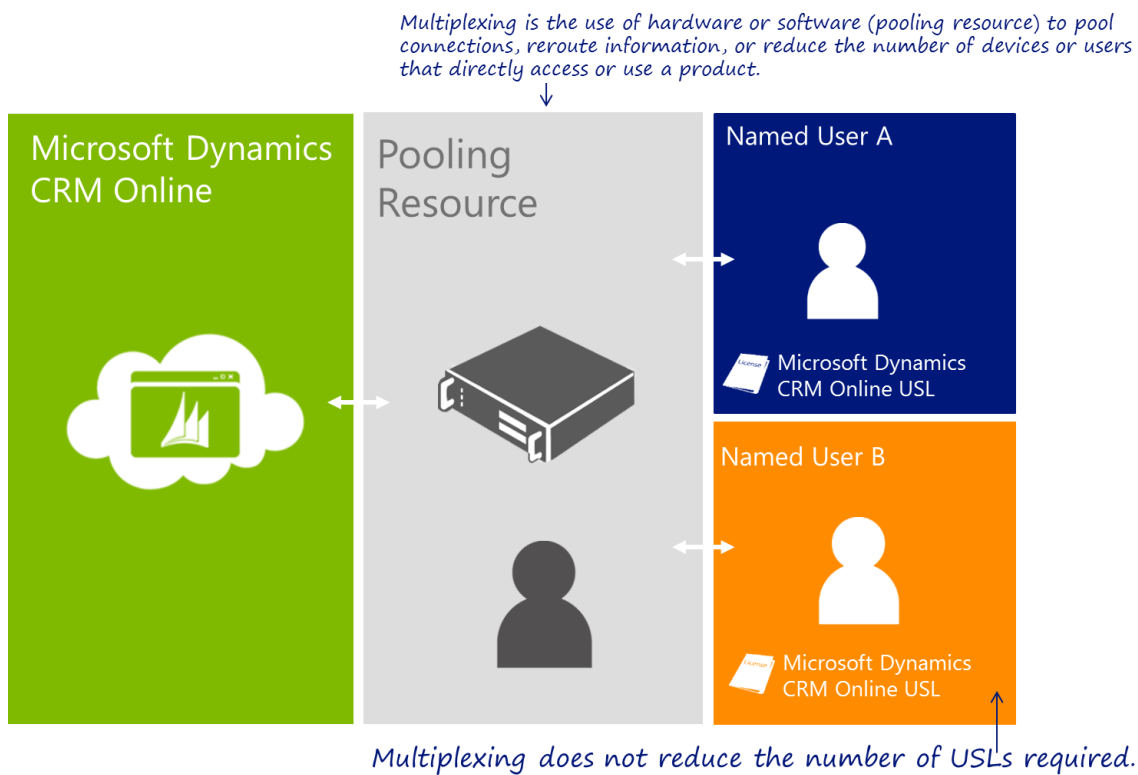 Multiplexing is the use of hardware or software (pooling resource) to pool
connections, reroute information, or reduce the number of devices or users
that directly access or use a product.
Microsoft Dynamics
CRM Online
Pooling
Resource
Named User A
License
Microsoft Dynamics
CRM Online USL
Named User B
License
Microsoft Dynamics
CRM Online USL
Multiplexing does not reduce the number of USLs required.